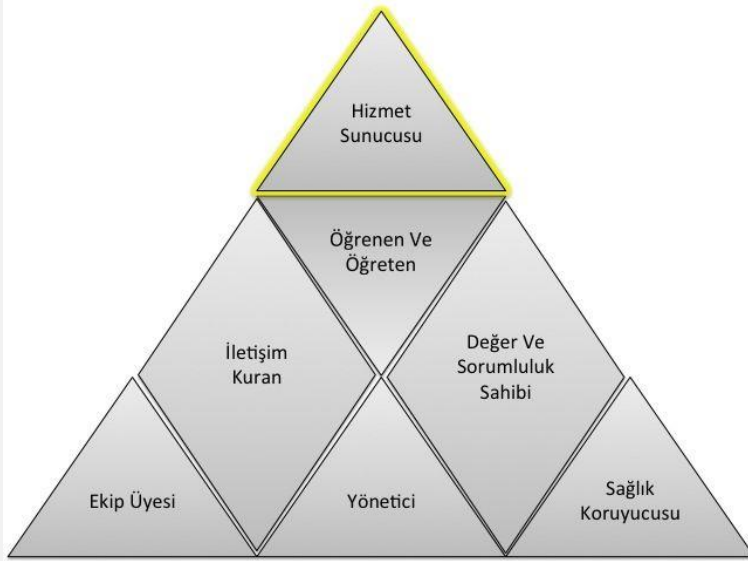 Hizmet
Sunucusu
Öğrenen Ve
Öğreten
İletişim
Kuran
Değer Ve
Sorumluluk
Sahibi
Ekip Üyesi
Yönetici
Sağlık
Koruyucusu